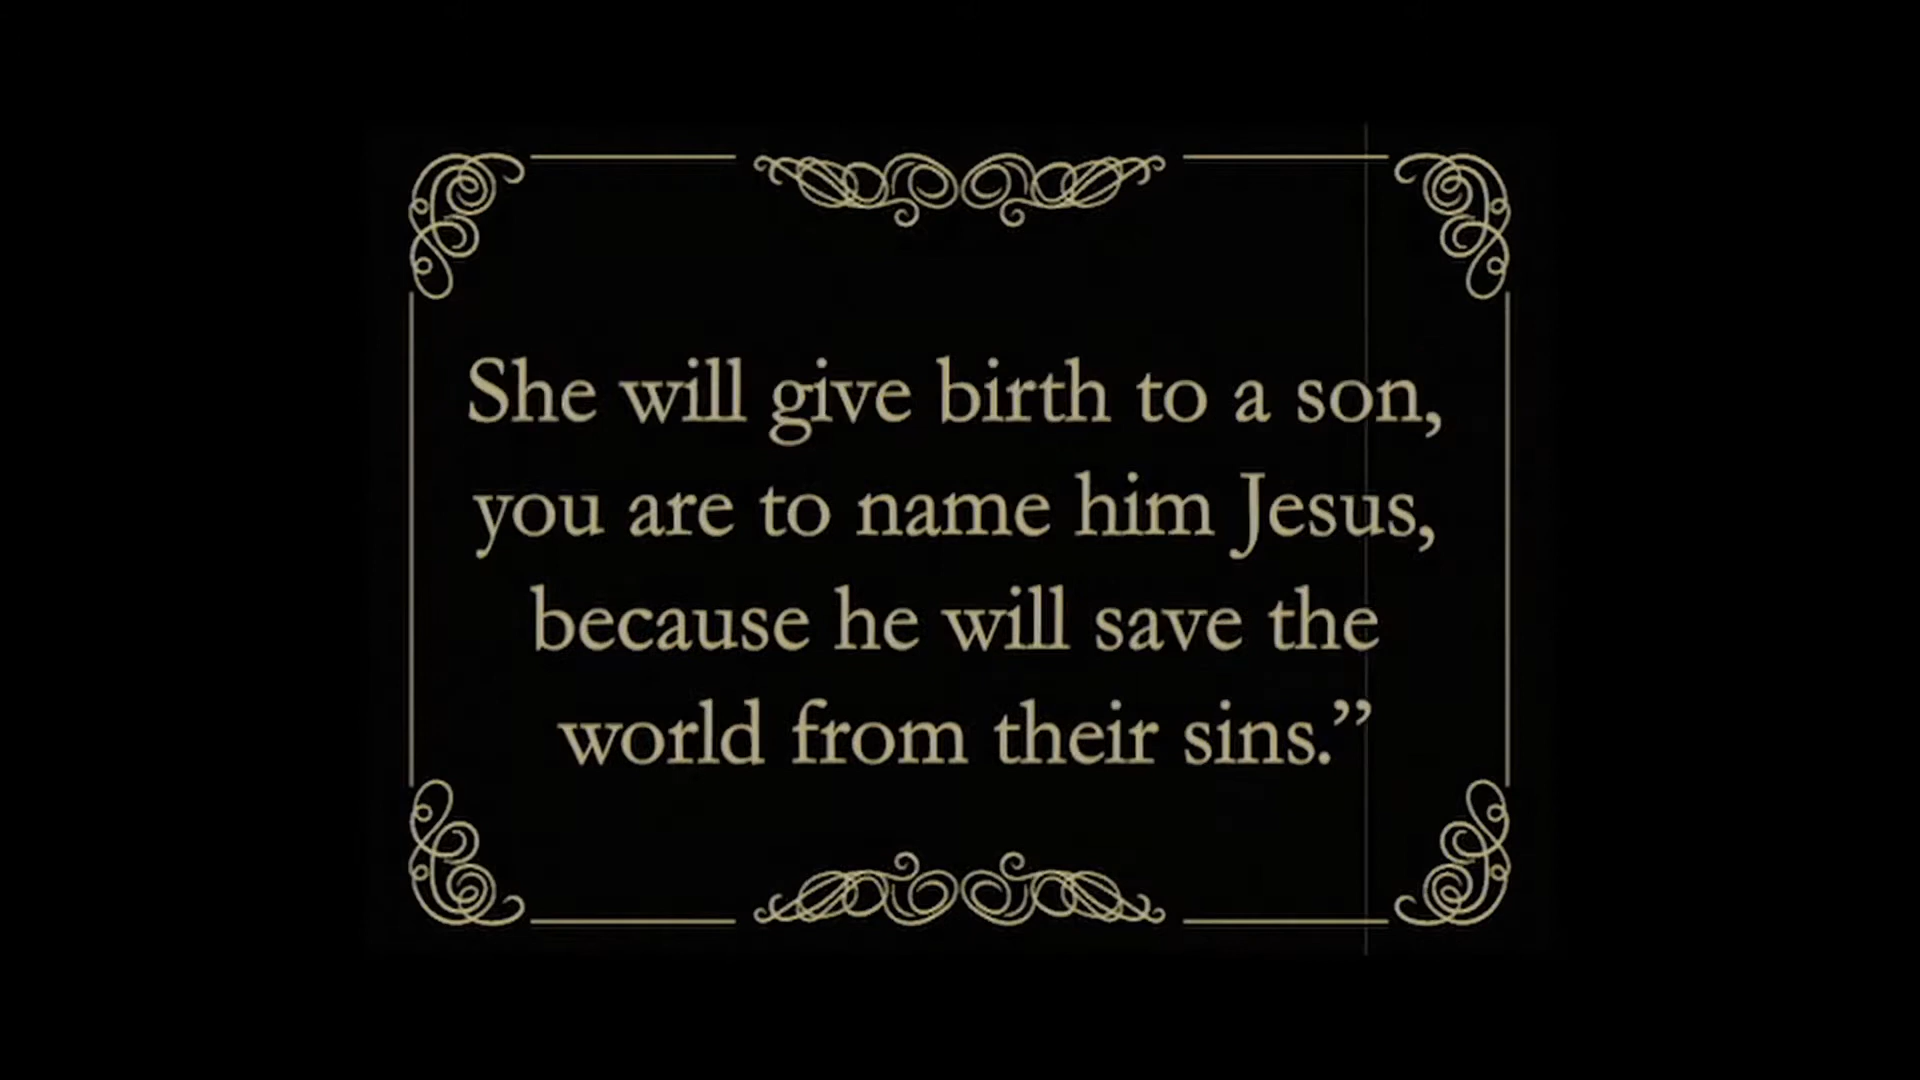 She will give birth to a son,
you are to name him Jesus,
because he will save the
world from their sins.”